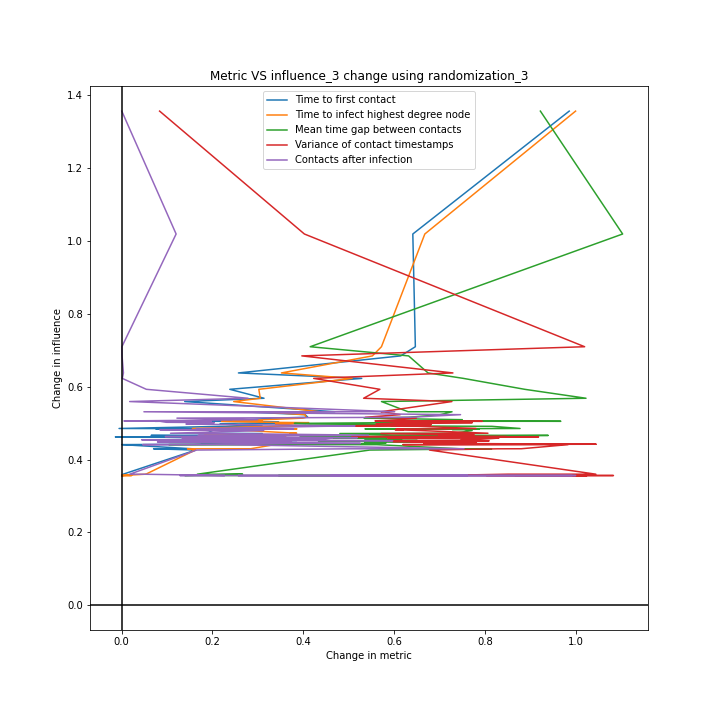 Metric VS influence_3 change using randomization_3
Time to first contact
Time to infect highest degree node
Mean time gap between contacts
Variance of contact timestamps
Contacts after infection
1.4
1.2
1.0
0.8
0.6
0.4
0.2
0.0
Change in influence
0.0 0.2 0.4 0.6 0.8 1.0
Change in metric